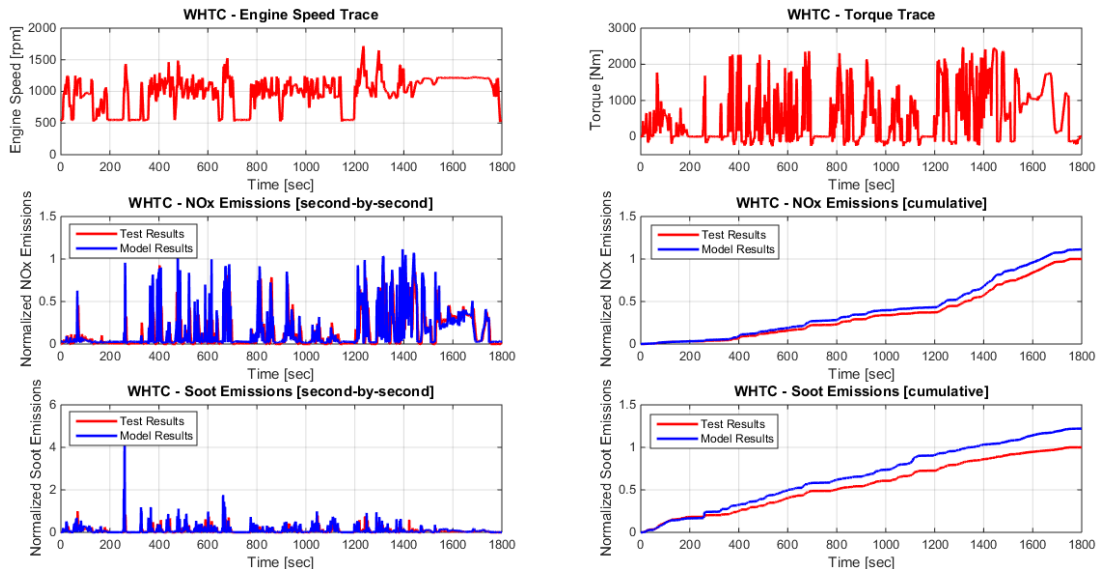 WHTC - Engine Speed Trace
Engine Speed [rpm]
2000
1500
1000
500
0
0 200 400 600 800 1000 1200 1400 1600 1800
Time [sec]
WHTC - Torque Trace
Torque [Nm]
3000
2000
1000
0
0 200 400 600 800 1000 1200 1400 1600 1800
Time [sec]
WHTC - NOx Emissions [second-by-second]
Normalized NOx Emissions
1.5
1
0.5
0
Test Results
Model Results
0 200 400 600 800 1000 1200 1400 1600 1800
Time [sec]
WHTC - NOx Emissions [cumulative]
Normalized NOx Emissions
1.5
1
0.5
0
Test Results
Model Results
0 200 400 600 800 1000 1200 1400 1600 1800
Time [sec]
WHTC - Soot Emissions [second-by-second]
Normalized Soot Emissions
6
4
2
0
Test Results
Model Results
0 200 400 600 800 1000 1200 1400 1600 1800
Time [sec]
WHTC - Soot Emissions [cumulative]
Normalized Soot Emissions
1.5
1
0.5
0
Test Results
Model Results
0 200 400 600 800 1000 1200 1400 1600 1800
Time [sec]